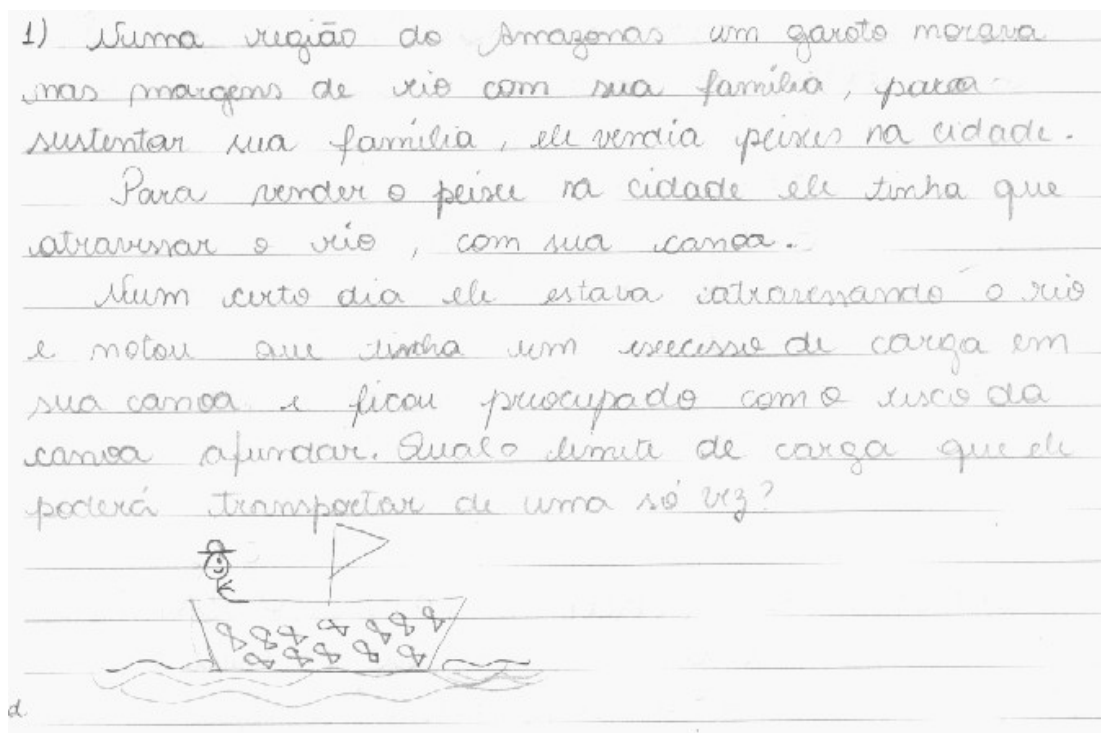 1) Numa região do Amazonas um garoto morava
nas margens de rio com sua família, para
sustentar sua família, ele vendia peixes na cidade.
Para vender o peixe na cidade ele tinha que
atravessar o rio, com sua canoa.
Num certo dia ele estava atravessando o rio
e notou que tinha um excesso de carga em
sua canoa e ficou preocupado com o risco da
canoa afundar. Qual o limite de carga que ele
poderá transportar de uma só vez?
d